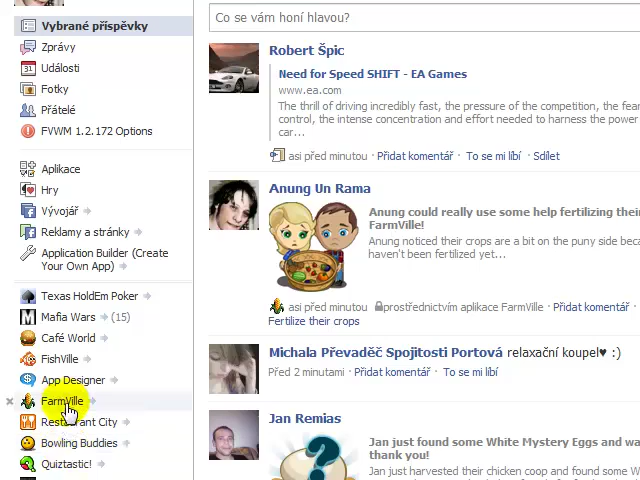 Vybrané příspěvky
Zprávy
31 Události
Fotky
Přátelé
FVWM 1.2.172 Options
Aplikace
Hry
Vývojář
Reklamy a stránky
Application Builder (Create
Your Own App)
Texas HoldEm Poker
Mafia Wars (15)
Café World
FishVille
App Designer
FarmVille
Restaurant City
Bowling Buddies
Quiztastic!
Co se vám honí hlavou?
Robert Špic
Need for Speed SHIFT - EA Games
www.ea.com
The thrill of driving incredibly fast, the pressure of the competition, the fear
control, the intense concentration and effort needed to harness the power
car...
asi před minutou · Přidat komentář · To se mi líbí · Sdílet
Anung Un Rama
Anung could really use some help fertilizing their
FarmVille!
Anung noticed their crops are a bit on the puny side because
haven't been fertilized yet...
asi před minutou prostřednictvím aplikace FarmVille · Přidat komentář ·
Fertilize their crops
Michala Převaděč Spojitosti Portová relaxační koupel♥ :)
Před 2 minutami · Přidat komentář · To se mi líbí
Jan Remias
Jan just found some White Mystery Eggs and wa
thank you!
Jan just harvested their chicken coop and found some W